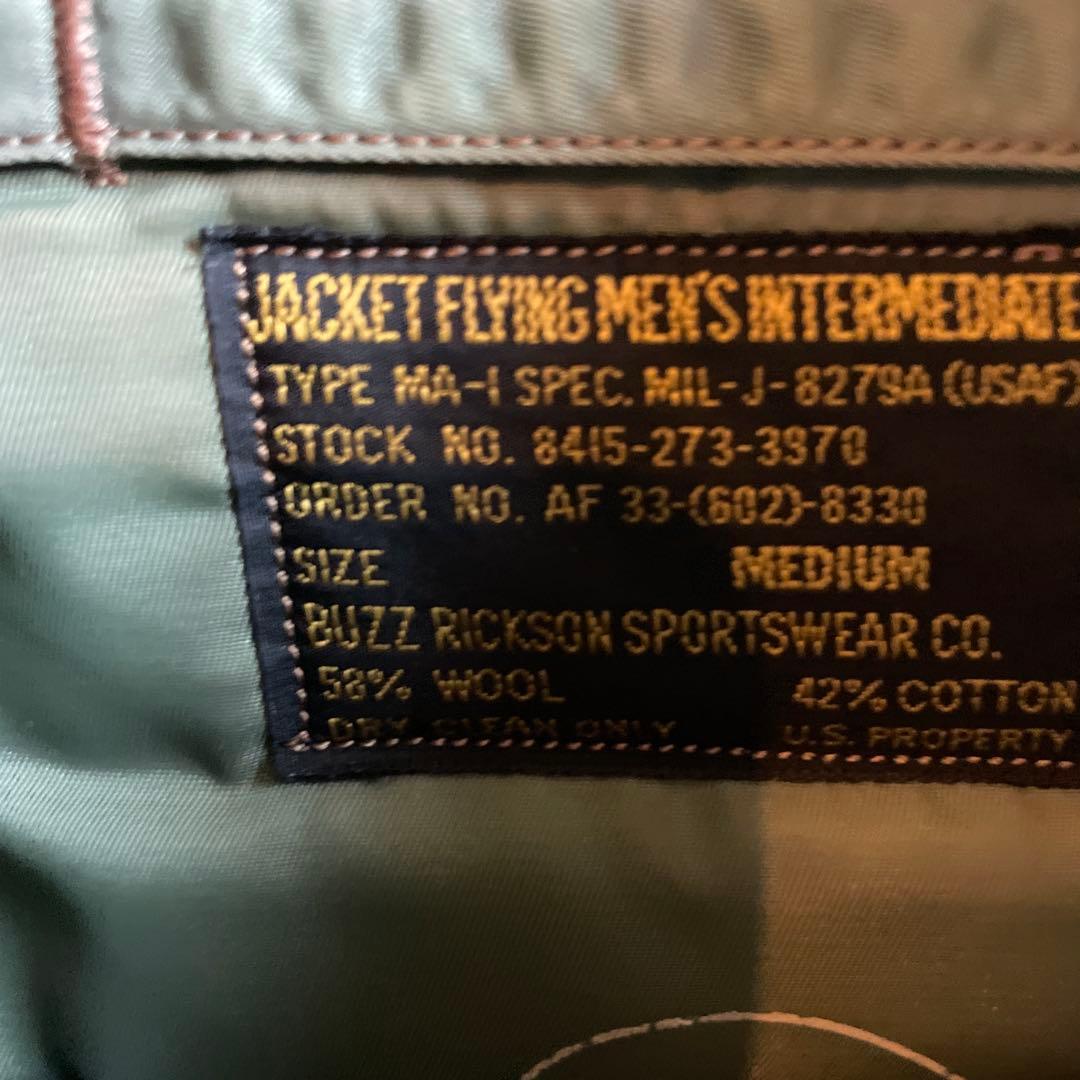 JACKET FLYING MEN'S INTERMEDIATE
TYPE MA-1 SPEC. MIL-J-8279A (USAF)
STOCK NO. 8415-273-3970
ORDER NO. AF 33-(602)-8330
SIZE MEDIUM
BUZZ RICKSON SPORTSWEAR CO.
58% WOOL 42% COTTON
DRY CLEAN ONLY U.S. PROPERTY